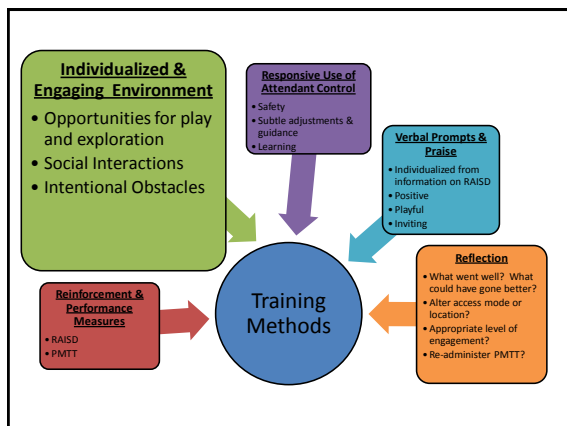 Individualized &
Engaging Environment
• Opportunities for play
and exploration
• Social Interactions
• Intentional Obstacles
Responsive Use of
Attendant Control
• Safety
• Subtle adjustments &
guidance
• Learning
Verbal Prompts &
Praise
• Individualized from
information on RAISD
• Positive
• Playful
• Inviting
Reinforcement &
Performance
Measures
• RAISD
• PMTT
Training
Methods
Reflection
• What went well? What
could have gone better?
• Alter access mode or
location?
• Appropriate level of
engagement?
• Re-administer PMTT?